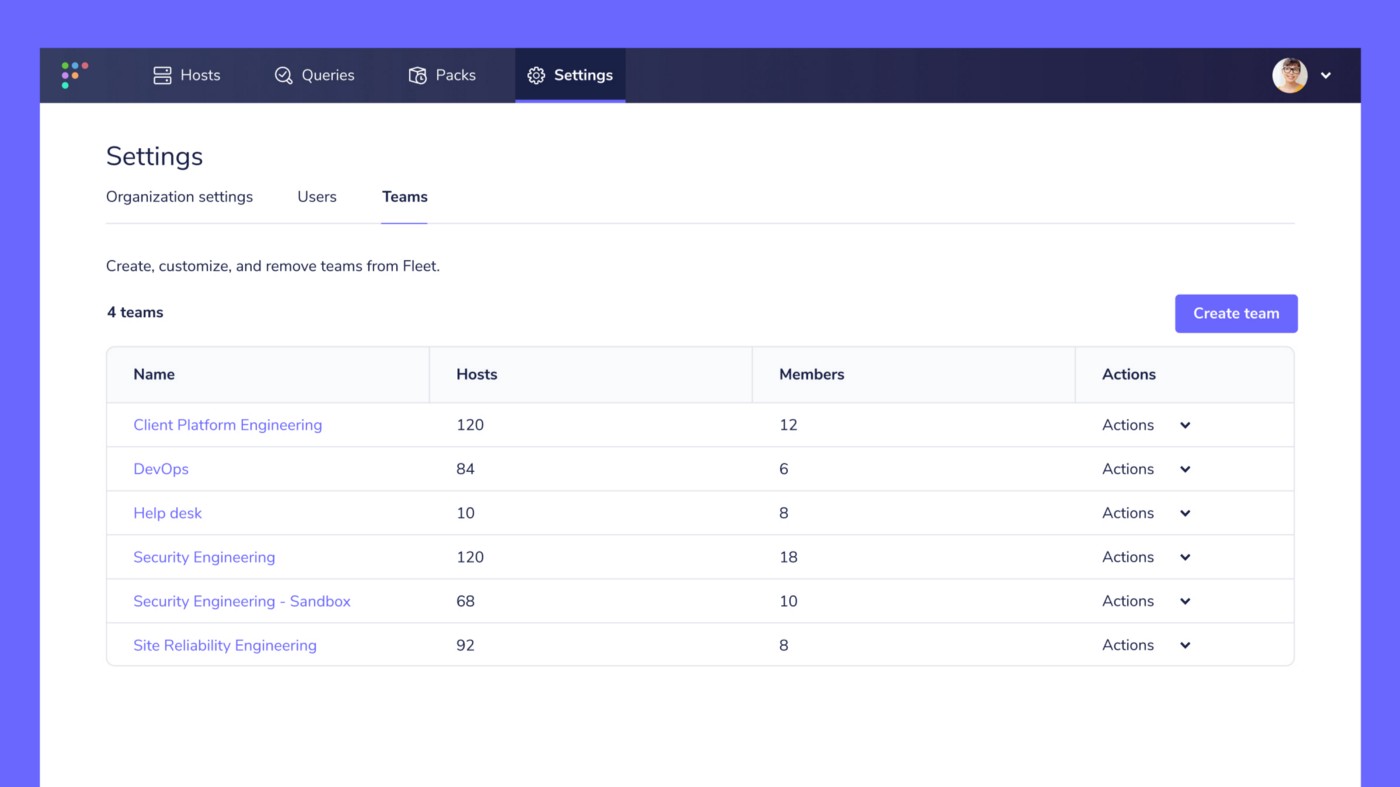 Hosts Queries Packs Settings
Settings
Organization settings Users Teams
Create, customize, and remove teams from Fleet.
4 teams Create team
Name Hosts Members Actions
Client Platform Engineering 120 12 Actions
DevOps 84 6 Actions
Help desk 10 8 Actions
Security Engineering 120 18 Actions
Security Engineering - Sandbox 68 10 Actions
Site Reliability Engineering 92 8 Actions